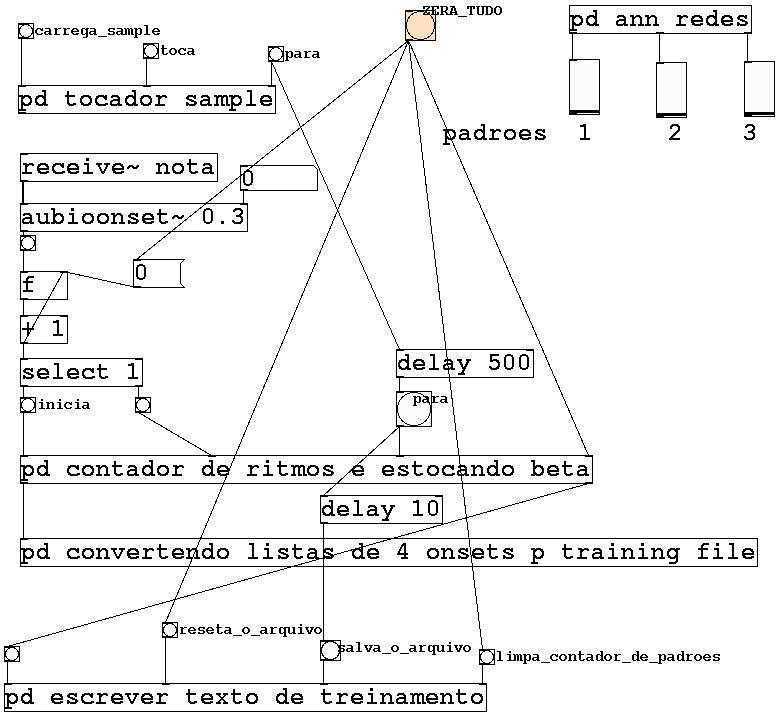 ZERA_TUDO
carrega_sample
toca
para
pd ann redes
pd tocador sample
padroes 1 2 3
receive~ nota
0
aubioonset~ 0.3
0
f
+ 1
delay 500
select 1
para
inicia
pd contador de ritmos e estocando beta
delay 10
pd convertendo listas de 4 onsets p training file
reseta_o_arquivo
salva_o_arquivo
limpa_contador_de_padroes
pd escrever texto de treinamento